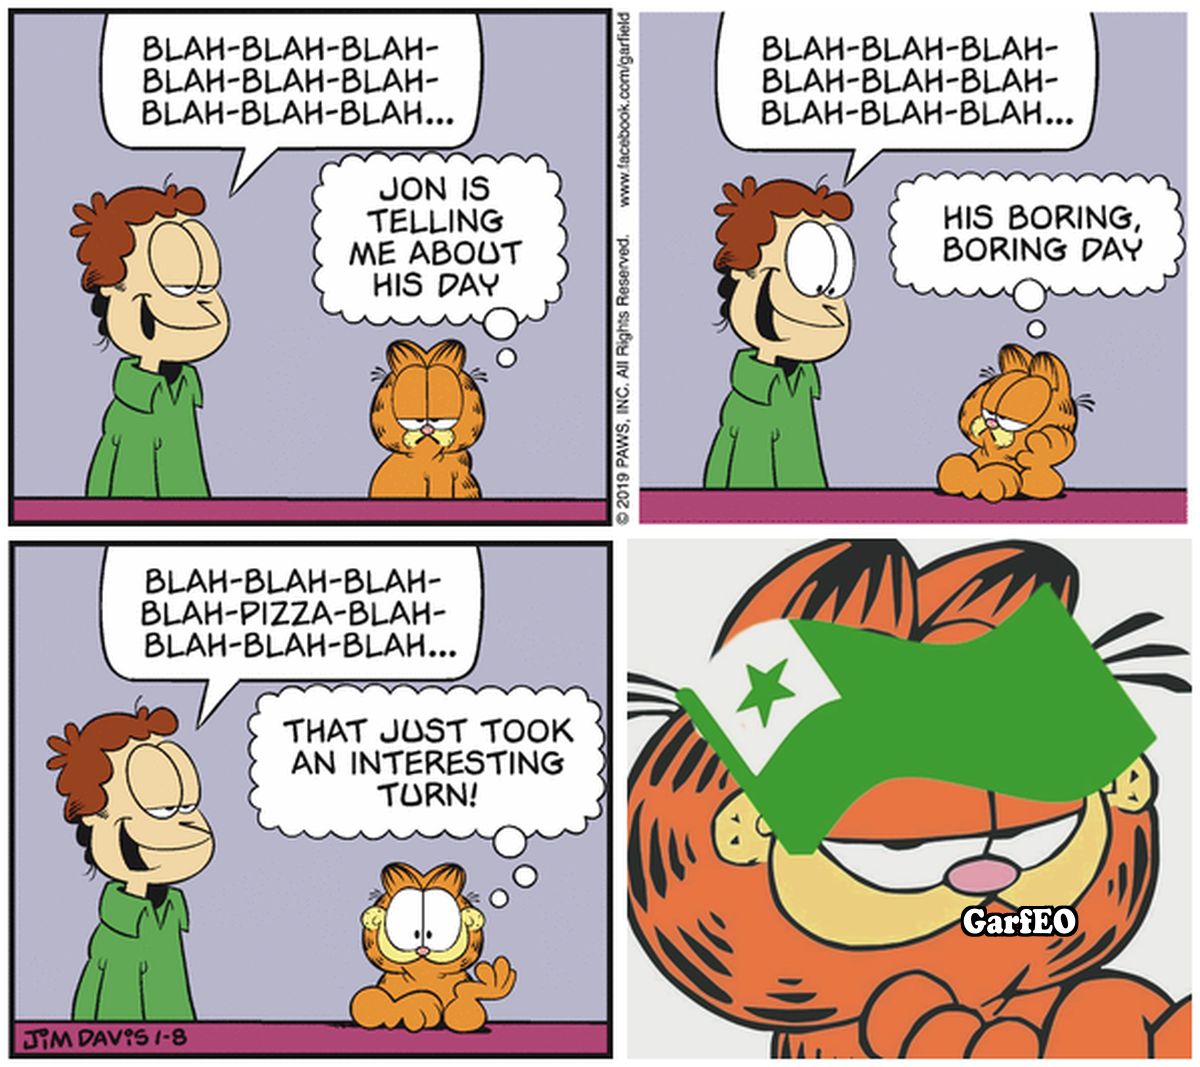 BLAH-BLAH-BLAH-
BLAH-BLAH-BLAH-
BLAH-BLAH-BLAH...
JON IS
TELLING
ME ABOUT
HIS DAY
© 2019 PAWS, INC. All Rights Reserved. www.facebook.com/garfield
BLAH-BLAH-BLAH-
BLAH-BLAH-BLAH-
BLAH-BLAH-BLAH...
HIS BORING,
BORING DAY
BLAH-BLAH-BLAH-
BLAH-PIZZA-BLAH-
BLAH-BLAH-BLAH...
THAT JUST TOOK
AN INTERESTING
TURN!
JIM DAVIS 1-8
GarfEO